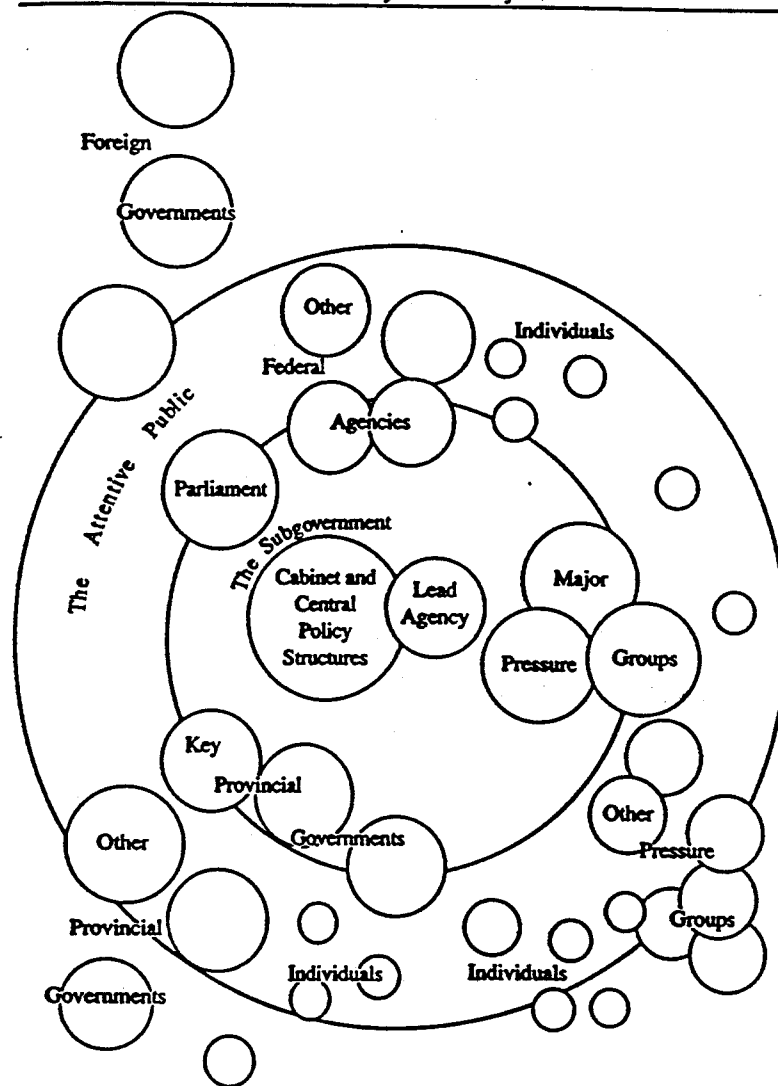 Foreign
Governments
Other
Individuals
Federal
Agencies
The Attentive Public
Parliament
The Subgovernment
Cabinet and
Central
Policy
Structures
Lead
Agency
Major
Pressure
Groups
Key
Provincial
Governments
Other
Provincial
Governments
Other
Pressure
Groups
Individuals
Individuals